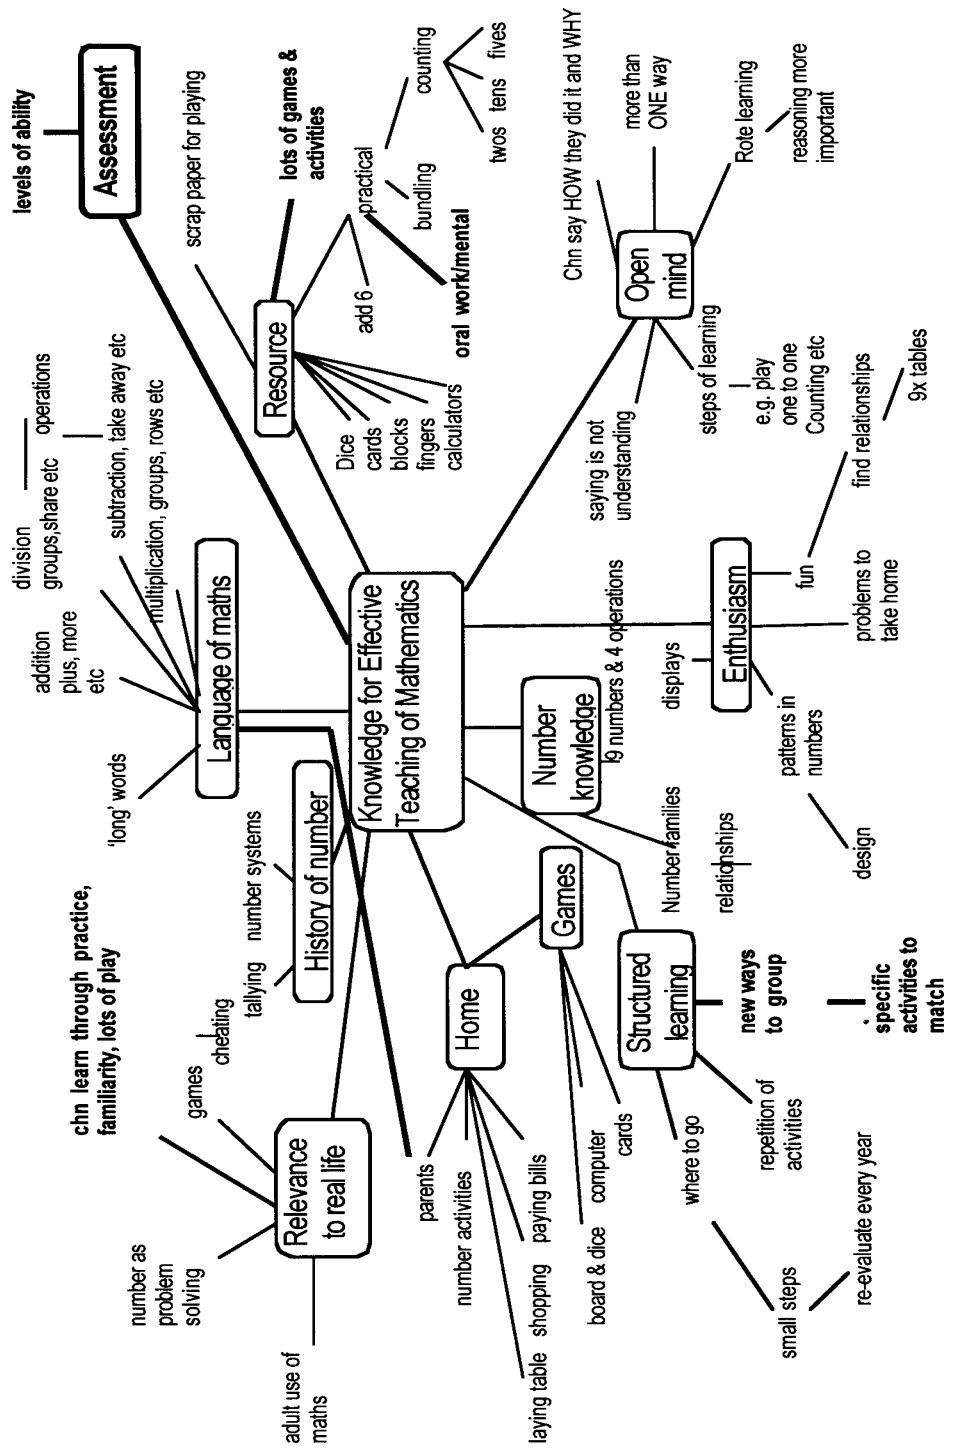 adult use of
maths
number as
problem
solving
Relevance
to real life
games
chn learn through practice,
familiarity, lots of play
cheating
tallying
number systems
History of number
'long' words
Language of maths
addition
plus, more
etc
division
groups,share etc
operations
subtraction, take away etc
multiplication, groups, rows etc
levels of ability
Assessment
scrap paper for playing
Resource
lots of games &
activities
practical
counting
twos
tens
fives
bundling
oral work/mental
add 6
Dice
cards
blocks
fingers
calculators
Knowledge for Effective
Teaching of Mathematics
Home
parents
number activities
laying table
shopping
paying bills
Games
board & dice
computer
cards
Number
knowledge
9 numbers & 4 operations
Number families
relationships
Structured
learning
where to go
small steps
re-evaluate every year
repetition of
activities
new ways
to group
specific
activities to
match
Enthusiasm
displays
patterns in
numbers
design
problems to
take home
fun
find relationships
9x tables
Open
mind
Chn say HOW they did it and WHY
more than
ONE way
Rote learning
reasoning more
important
saying is not
understanding
steps of learning
e.g. play
one to one
Counting etc